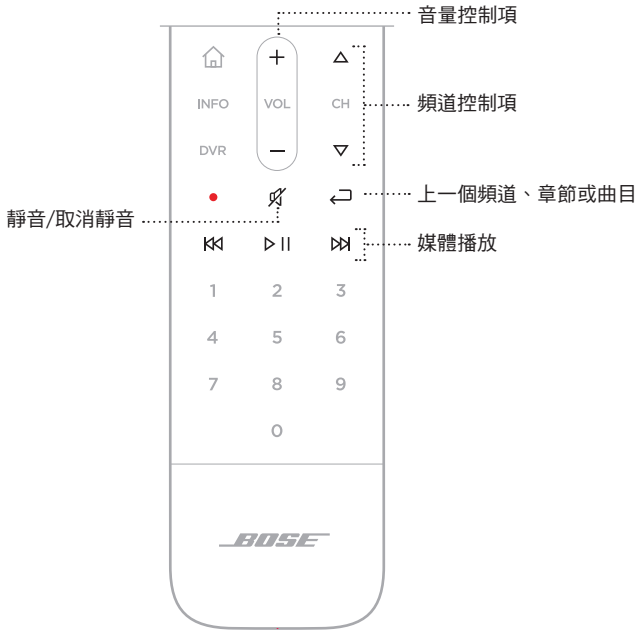 音量控制項
INFO VOL CH
頻道控制項
DVR
上一個頻道、章節或曲目
靜音/取消靜音
媒體播放
1 2 3
4 5 6
7 8 9
0
BOSE